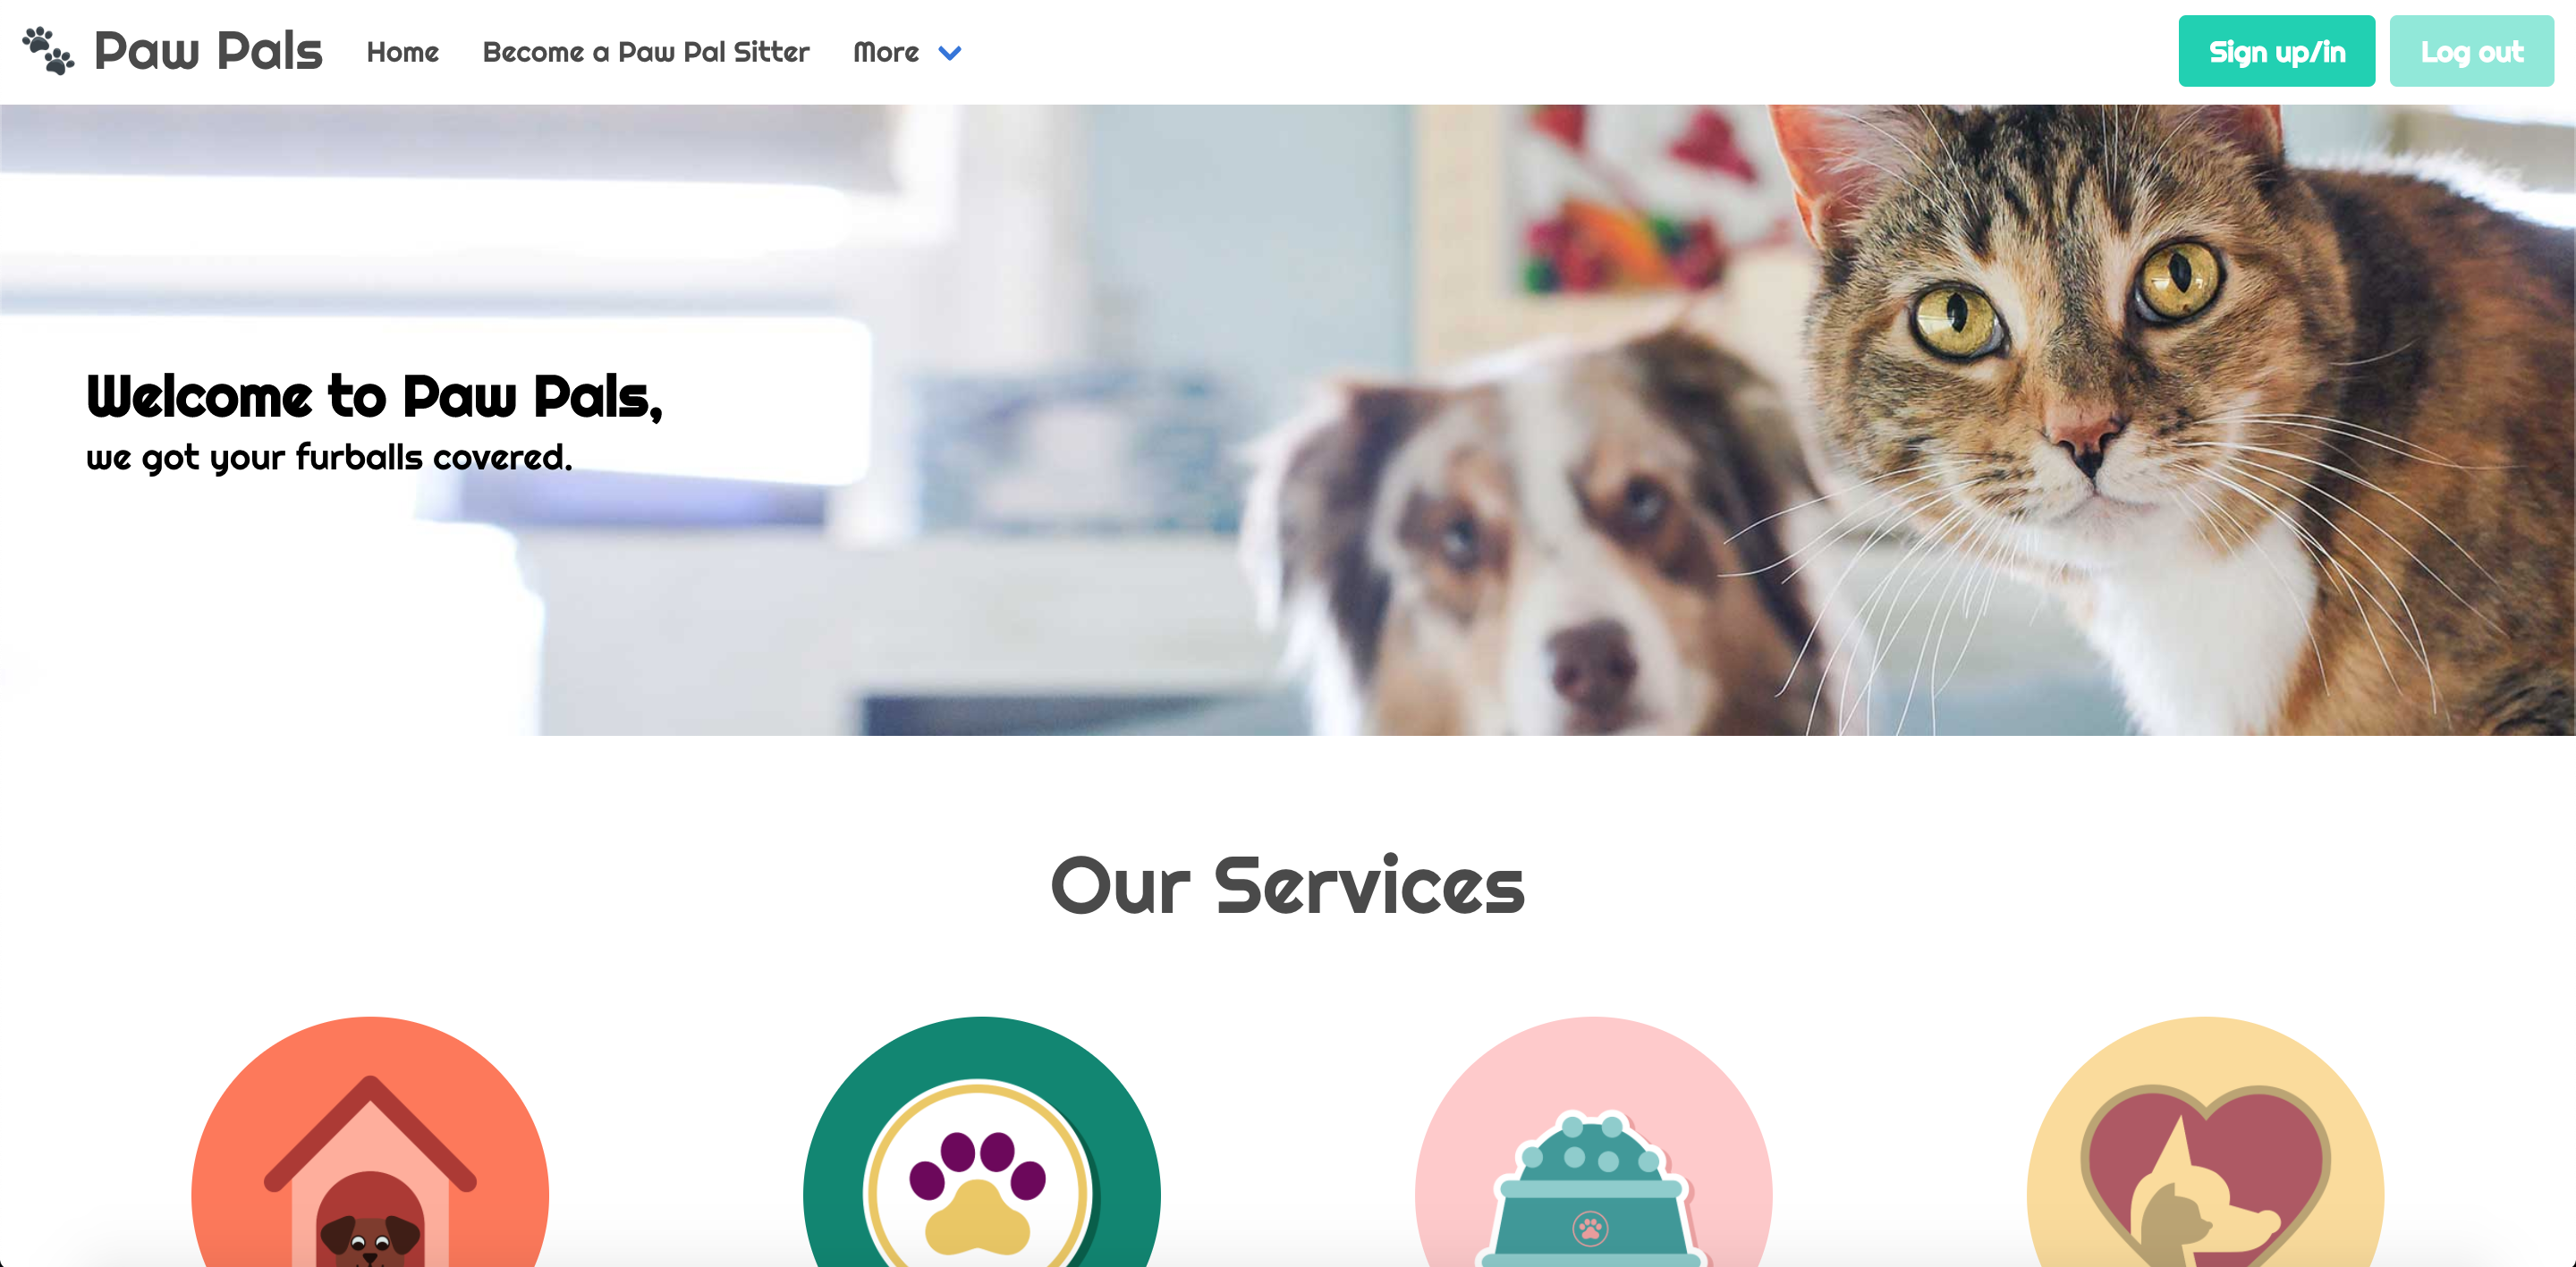 Paw Pals
Home
Become a Paw Pal Sitter
More
Sign up/in
Log out
Welcome to Paw Pals,
we got your furballs covered.
Our Services